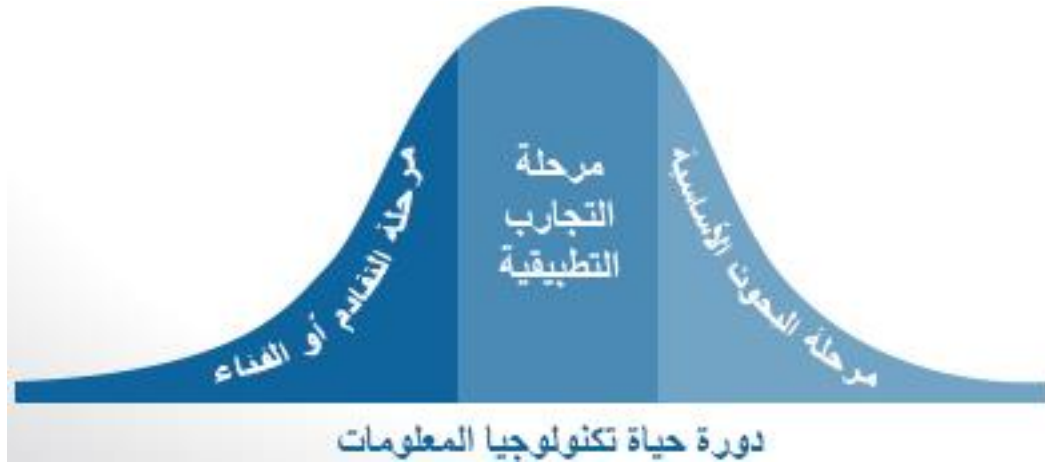 مرحلة البحوث الأساسية
مرحلة
التجارب
التطبيقية
مرحلة التقادم أو الفناء
دورة حياة تكنولوجيا المعلومات